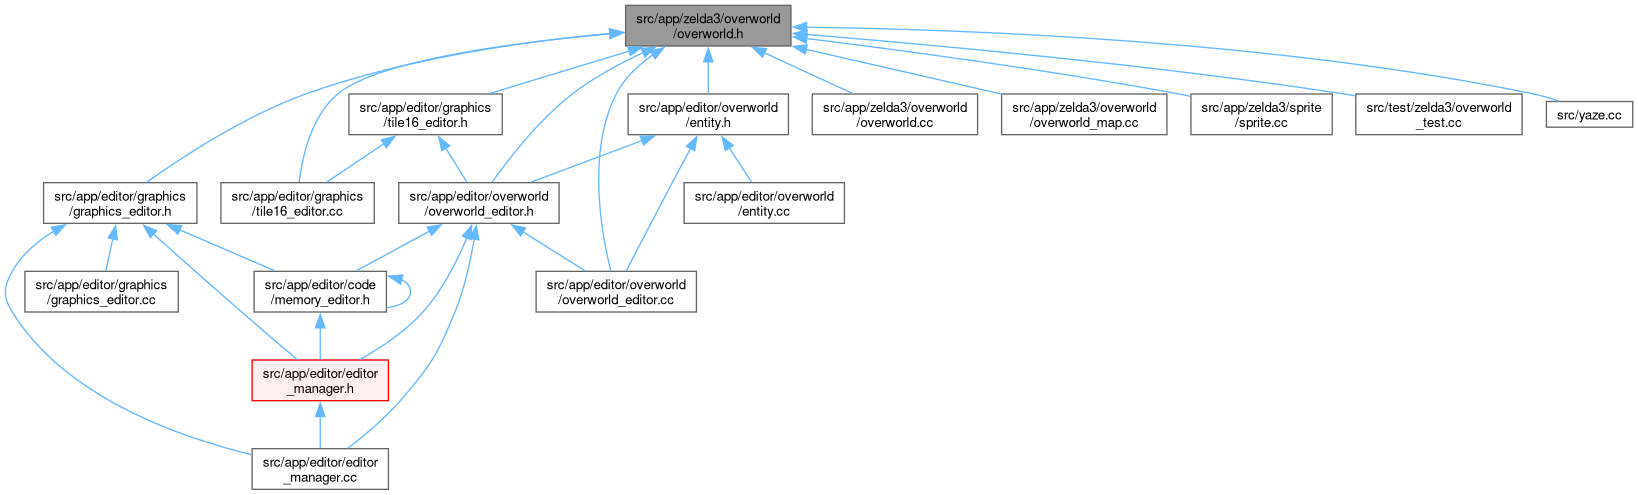 src/app/zelda3/overworld
/overworld.h
src/app/editor/graphics
/tile16_editor.h
src/app/editor/overworld
/entity.h
src/app/zelda3/overworld
/overworld.cc
src/app/zelda3/overworld
/overworld_map.cc
src/app/zelda3/sprite
/sprite.cc
src/test/zelda3/overworld
_test.cc
src/yaze.cc
src/app/editor/graphics
/graphics_editor.h
src/app/editor/graphics
/tile16_editor.cc
src/app/editor/overworld
/overworld_editor.h
src/app/editor/overworld
/entity.cc
src/app/editor/graphics
/graphics_editor.cc
src/app/editor/code
/memory_editor.h
src/app/editor/overworld
/overworld_editor.cc
src/app/editor/editor
_manager.h
src/app/editor/editor
_manager.cc